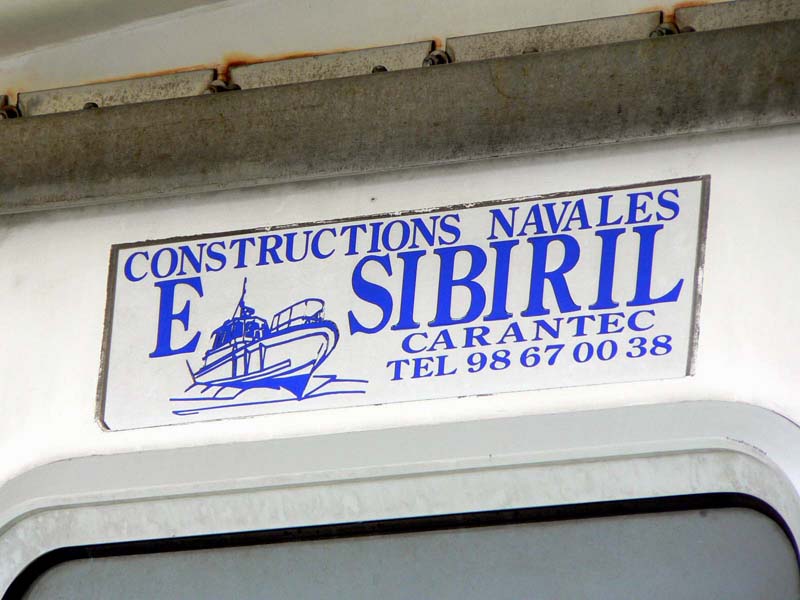 CONSTRUCTIONS NAVALES
E SIBIRIL
CARANTEC
TEL 98 67 00 38